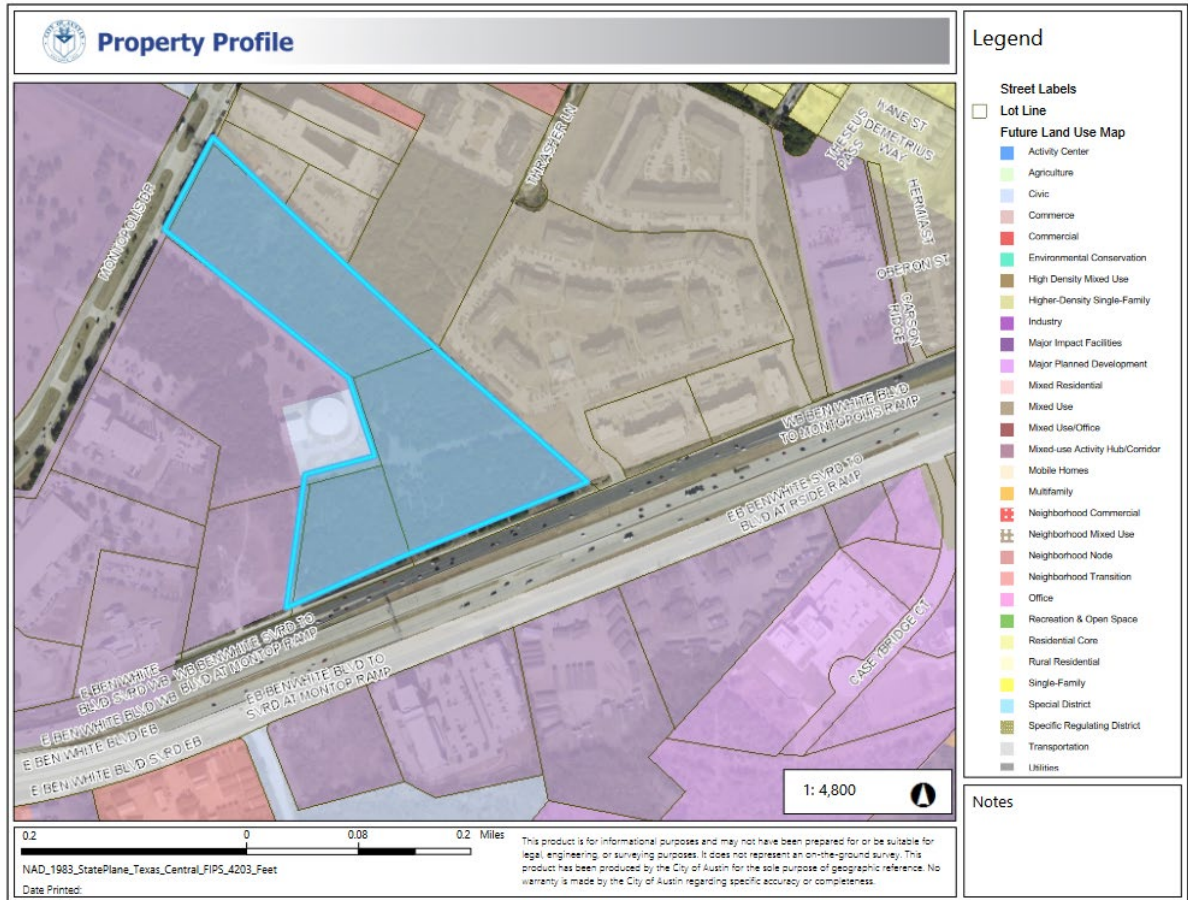 Property Profile
Legend
Street Labels
Lot Line
Future Land Use Map
Activity Center
Agriculture
Civic
Commerce
Commercial
Environmental Conservation
High Density Mixed Use
Higher-Density Single-Family
Industry
Major Impact Facilities
Major Planned Development
Mixed Residential
Mixed Use
Mixed Use/Office
Mixed-use Activity Hub/Corridor
Mobile Homes
Multifamily
Neighborhood Commercial
Neighborhood Mixed Use
Neighborhood Node
Neighborhood Transition
Office
Recreation & Open Space
Residential Core
Rural Residential
Single-Family
Special District
Specific Regulating District
Transportation
Utilities
Notes
MONTOPOLIS DR
THRASHER LN
THESEUS
PASS
KANE ST
DEMETRIUS
WAY
HERMIA ST
OBERON ST
CARSON
RIDGE
WB BEN WHITE BLVD
TO MONTOPOLIS RAMP
EB BENWHITE SVRD TO
BLVD AT RSIDE RAMP
CASEYBRIDGE CT
E BEN WHITE
BLVD SVRD WB
WB BENWHITE SVRD TO
BLVD AT MONTOP RAMP
E BEN WHITE BLVD WB
EB BENWHITE BLVD TO
SVRD AT MONTOP RAMP
E BEN WHITE BLVD EB
E BEN WHITE BLVD SVRD EB
1: 4,800
0.2 0 0.08 0.2 Miles
NAD_1983_StatePlane_Texas_Central_FIPS_4203_Feet
Date Printed:
This product is for informational purposes and may not have been prepared for or be suitable for
legal, engineering, or surveying purposes. It does not represent an on-the-ground survey. This
product has been produced by the City of Austin for the sole purpose of geographic reference. No
warranty is made by the City of Austin regarding specific accuracy or completeness.